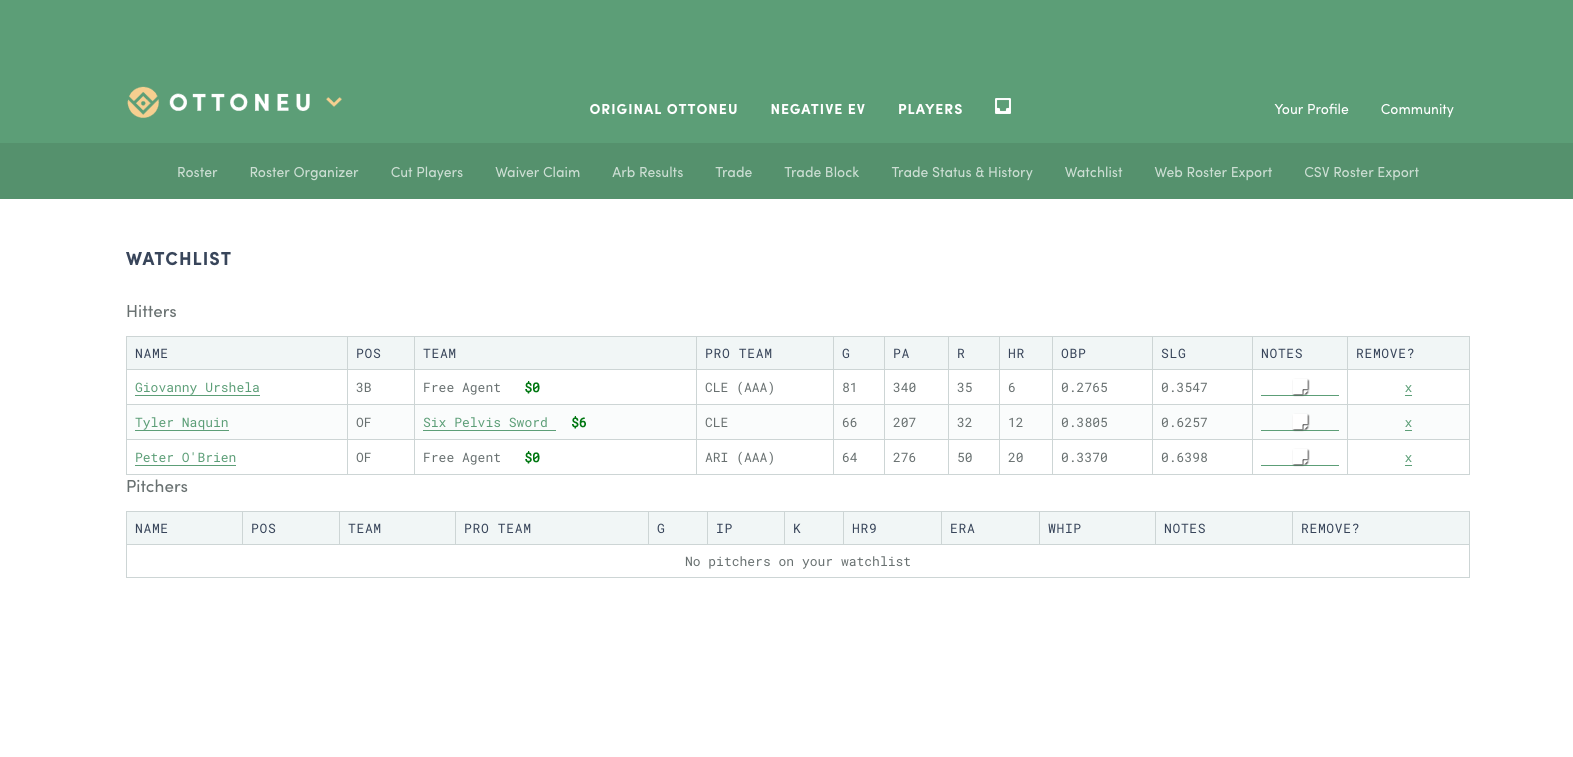 OTTONEU
ORIGINAL OTTONEU NEGATIVE EV PLAYERS
Your Profile Community
Roster Roster Organizer Cut Players Waiver Claim Arb Results Trade Trade Block Trade Status & History Watchlist Web Roster Export CSV Roster Export
WATCHLIST
Hitters
NAME POS TEAM PRO TEAM G PA R HR OBP SLG NOTES REMOVE?
Giovanny Urshela 3B Free Agent $0 CLE (AAA) 81 340 35 6 0.2765 0.3547 x
Tyler Naquin OF Six Pelvis Sword $6 CLE 66 207 32 12 0.3805 0.6257 x
Peter O'Brien OF Free Agent $0 ARI (AAA) 64 276 50 20 0.3370 0.6398 x
Pitchers
NAME POS TEAM PRO TEAM G IP K HR9 ERA WHIP NOTES REMOVE?
No pitchers on your watchlist